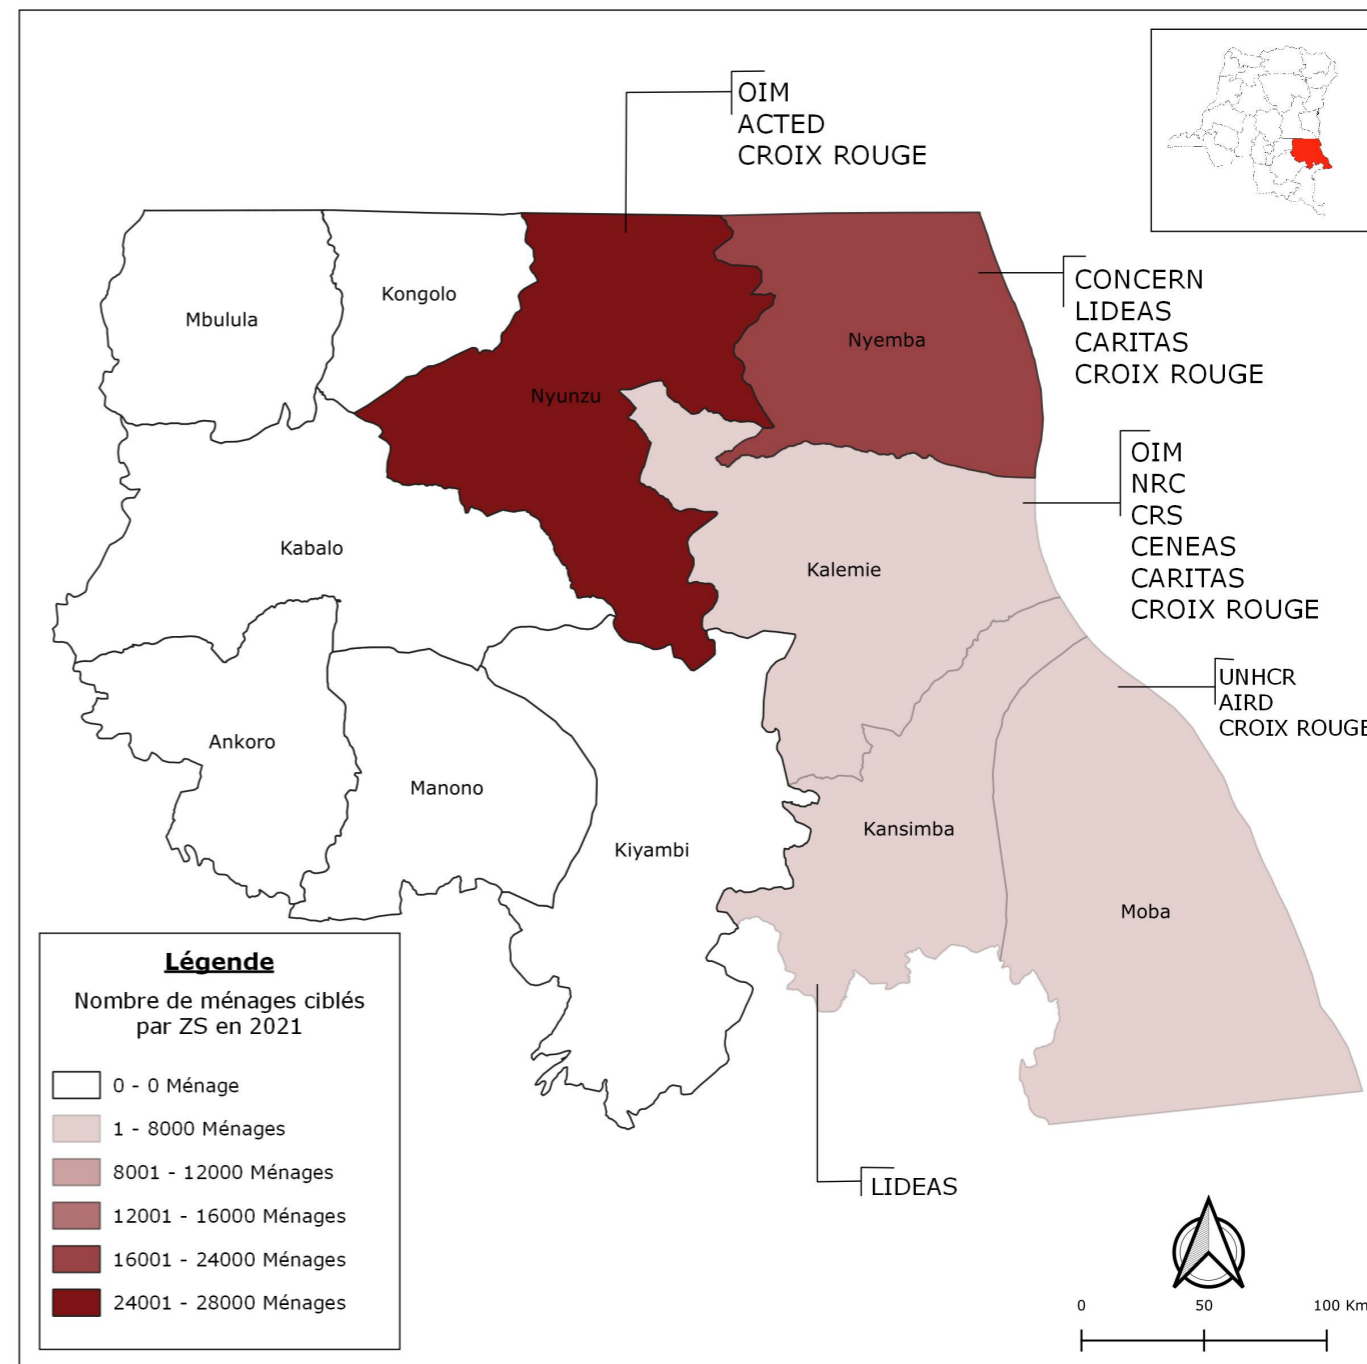 OIM
ACTED
CROIX ROUGE
CONCERN
LIDEAS
CARITAS
CROIX ROUGE
Kongolo
Mbulula
Nyemba
Nyunzu
OIM
NRC
CRS
CENEAS
CARITAS
CROIX ROUGE
Kabalo
Kalemie
UNHCR
AIRD
CROIX ROUGE
Ankoro
Manono
Kiyambi
Kansimba
Moba
Légende
Nombre de ménages ciblés
par ZS en 2021
0 - 0 Ménage
1 - 8000 Ménages
8001 - 12000 Ménages
12001 - 16000 Ménages
16001 - 24000 Ménages
24001 - 28000 Ménages
LIDEAS
0 50 100 Km